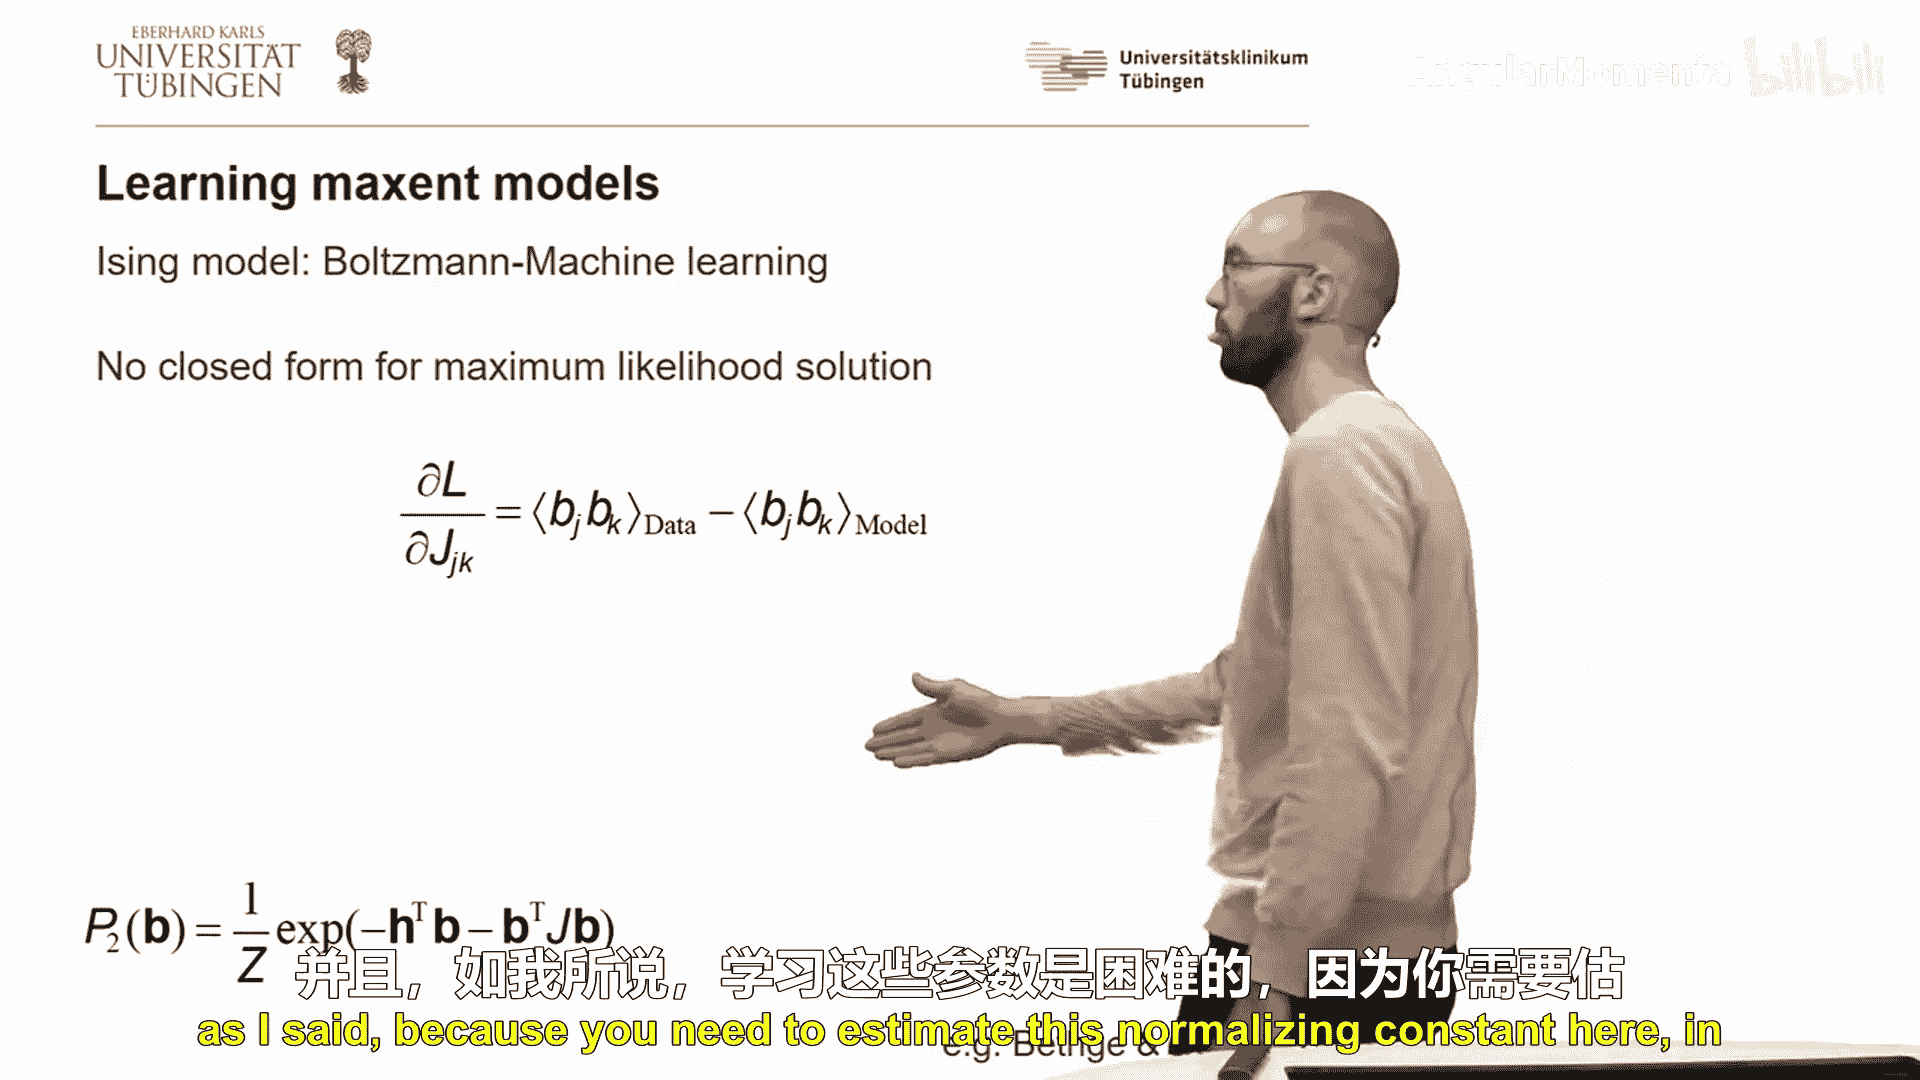 EBERHARD KARLS
UNIVERSITÄT
TÜBINGEN
Universitätsklinikum
Tübingen
bilibili
Learning maxent models
Ising model: Boltzmann-Machine learning
No closed form for maximum likelihood solution
∂L/∂J_jk = ⟨b_j b_k⟩_Data − ⟨b_j b_k⟩_Model
P_2(b) = 1/Z exp(−h^T b − b^T J b)
并且，如我所说，学习这些参数是困难的，因为你需要估
as I said, because you need to estimate this normalizing constant here, in
e.g. Bethge &